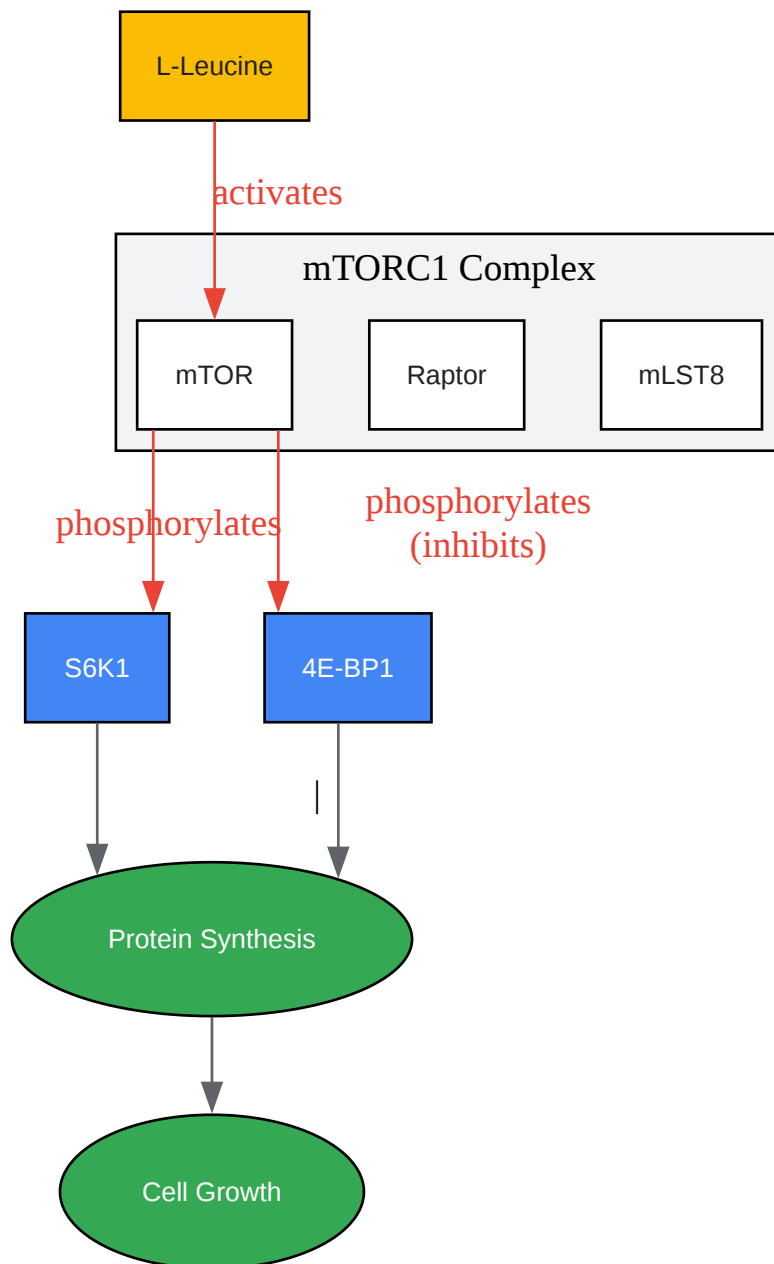 L-Leucine
activates
mTORC1 Complex
mTOR
Raptor
mLST8
phosphorylates
phosphorylates
(inhibits)
S6K1
4E-BP1
|
Protein Synthesis
Cell Growth